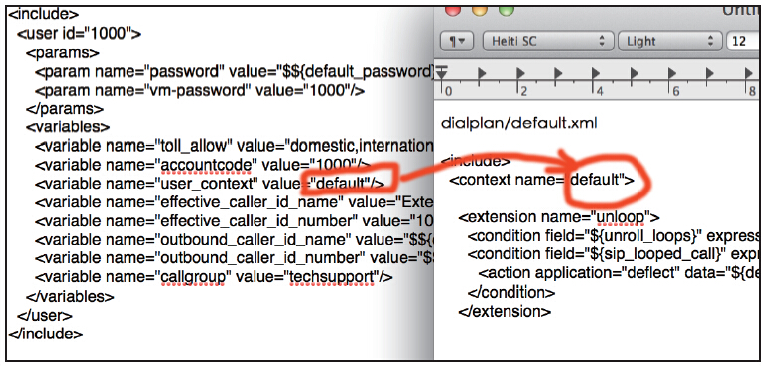 <include>
<user id="1000">
<params>
<param name="password" value="$${default_password}
<param name="vm-password" value="1000"/>
</params>
<variables>
<variable name="toll_allow" value="domestic,internation
<variable name="accountcode" value="1000"/>
<variable name="user_context" value="default"/>
<variable name="effective_caller_id_name" value="Exte
<variable name="effective_caller_id_number" value="10
<variable name="outbound_caller_id_name" value="$${
<variable name="outbound_caller_id_number" value="$
<variable name="callgroup" value="techsupport"/>
</variables>
</user>
</include>
Untit
¶ Heiti SC Light 12
0 2 4 6 8
dialplan/default.xml
<include>
<context name="default">
<extension name="unloop">
<condition field="${unroll_loops}" express
<condition field="${sip_looped_call}" expr
<action application="deflect" data="${de
</condition>
</extension>